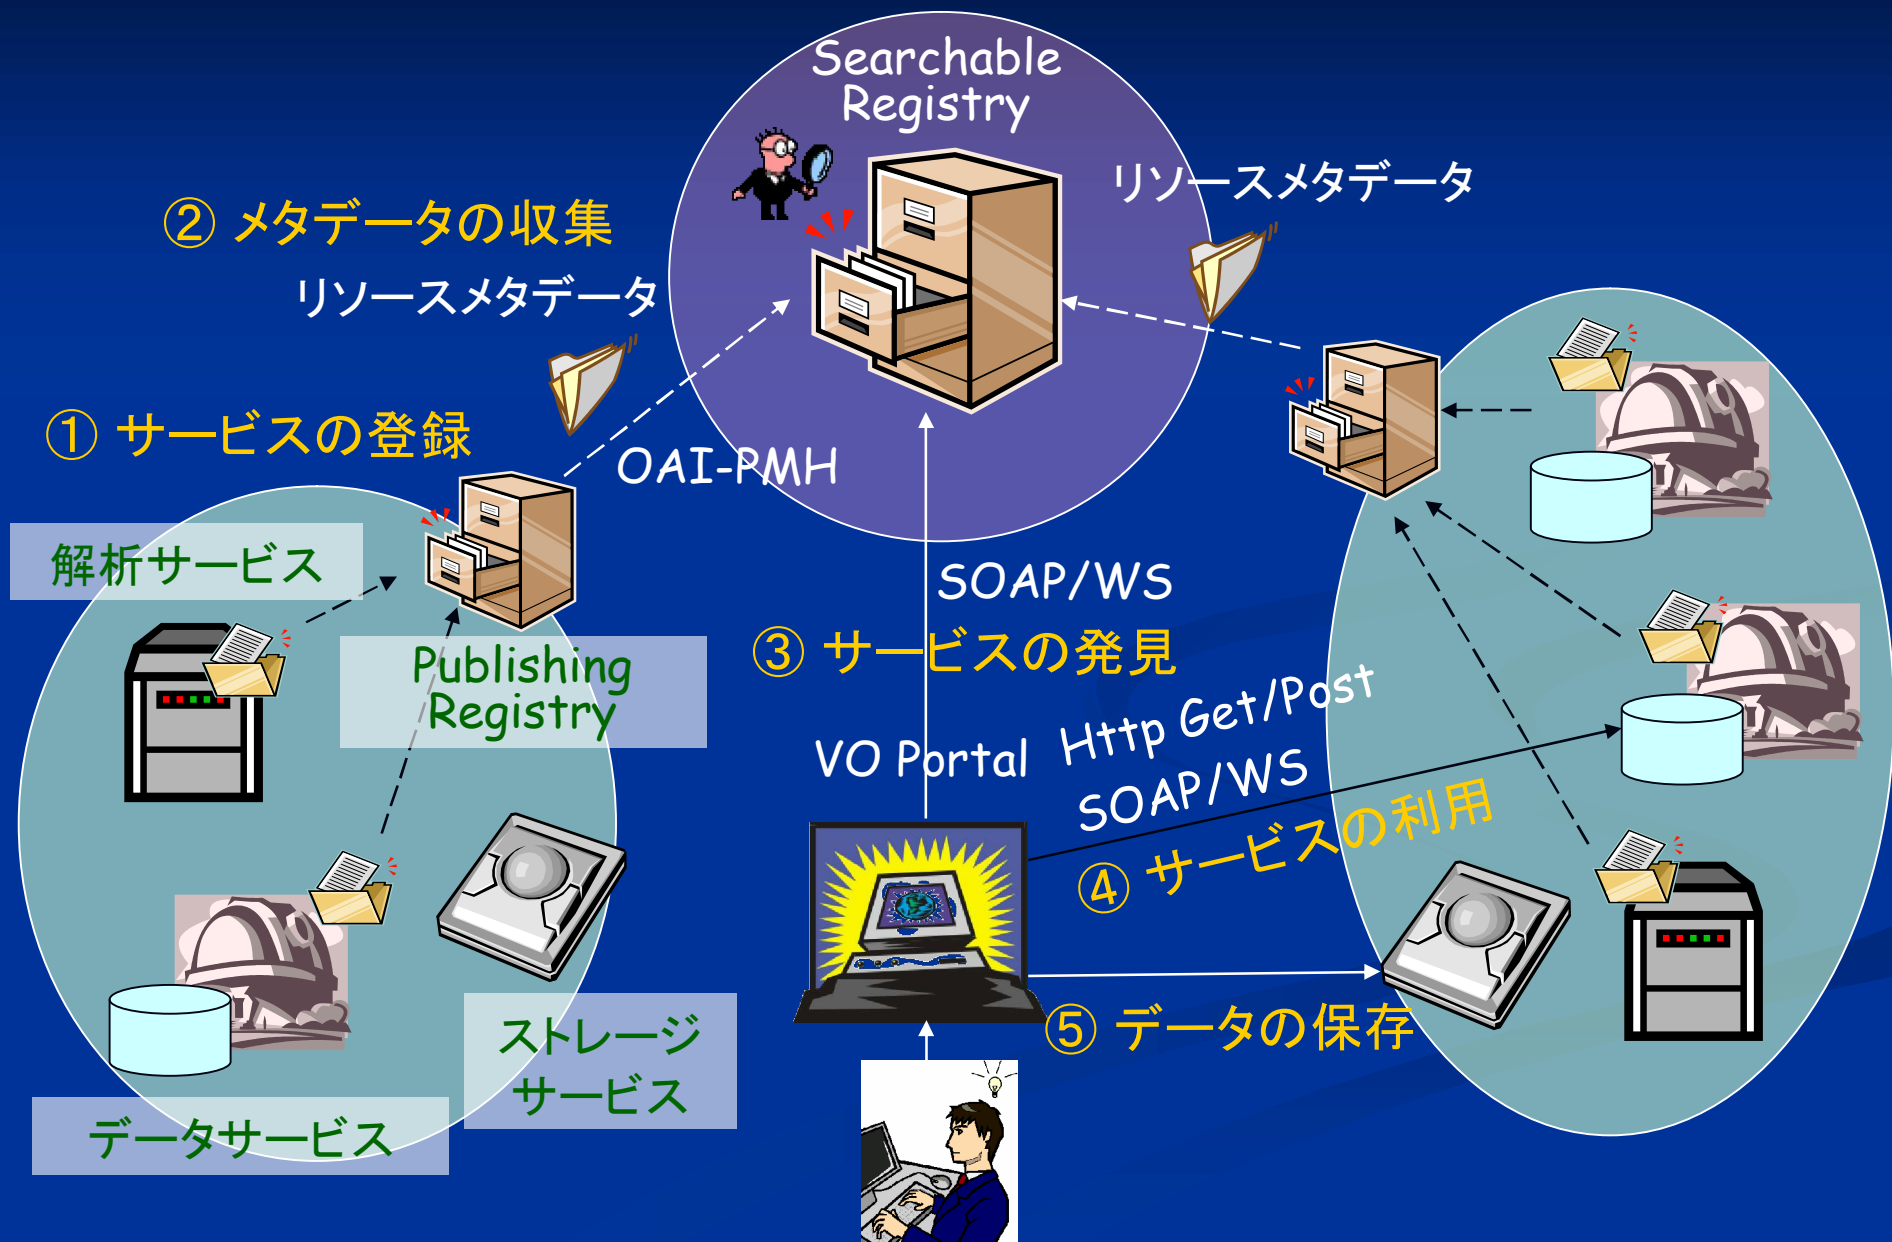 Searchable
Registry
リソースメタデータ
② メタデータの収集
リソースメタデータ
① サービスの登録
OAI-PMH
解析サービス
SOAP/WS
③ サービスの発見
Publishing
Registry
VO Portal
Http Get/Post
SOAP/WS
④ サービスの利用
⑤ データの保存
ストレージ
サービス
データサービス